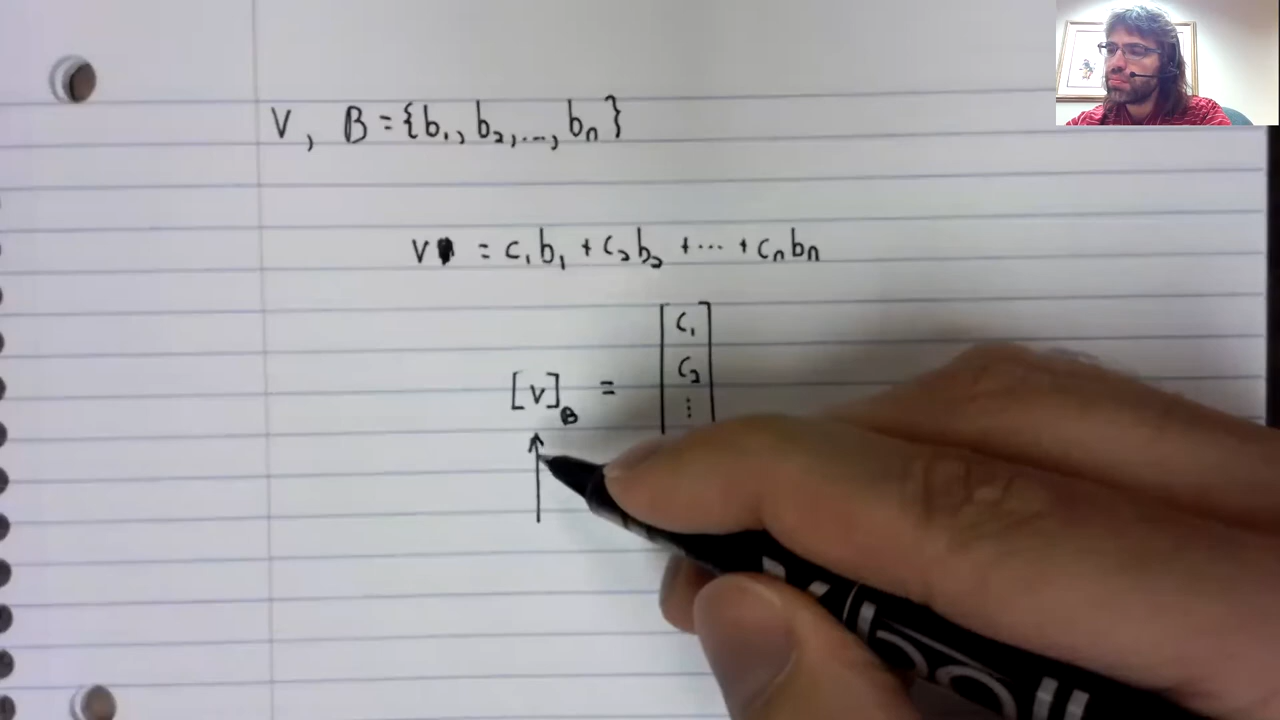 V, B={b₁, b₂, ..., bₙ}
v = c₁b₁ + c₂b₂ + ⋯ + cₙbₙ
[v]_B = [c₁
c₂
⋮